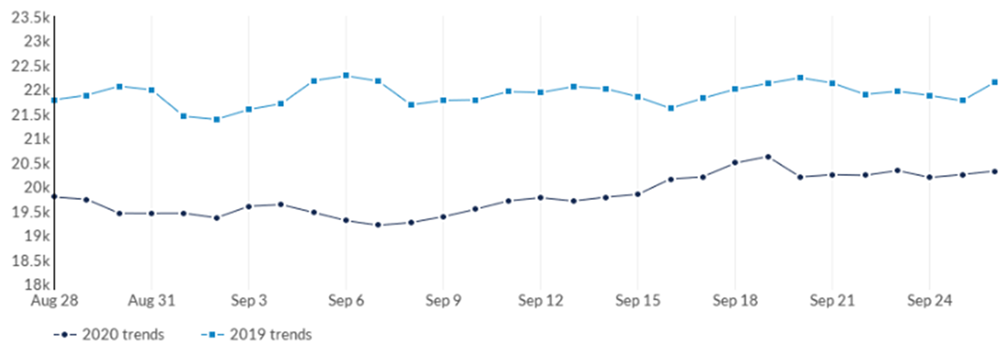 23.5k
23k
22.5k
22k
21.5k
21k
20.5k
20k
19.5k
19k
18.5k
18k
Aug 28 Aug 31 Sep 3 Sep 6 Sep 9 Sep 12 Sep 15 Sep 18 Sep 21 Sep 24
2020 trends 2019 trends